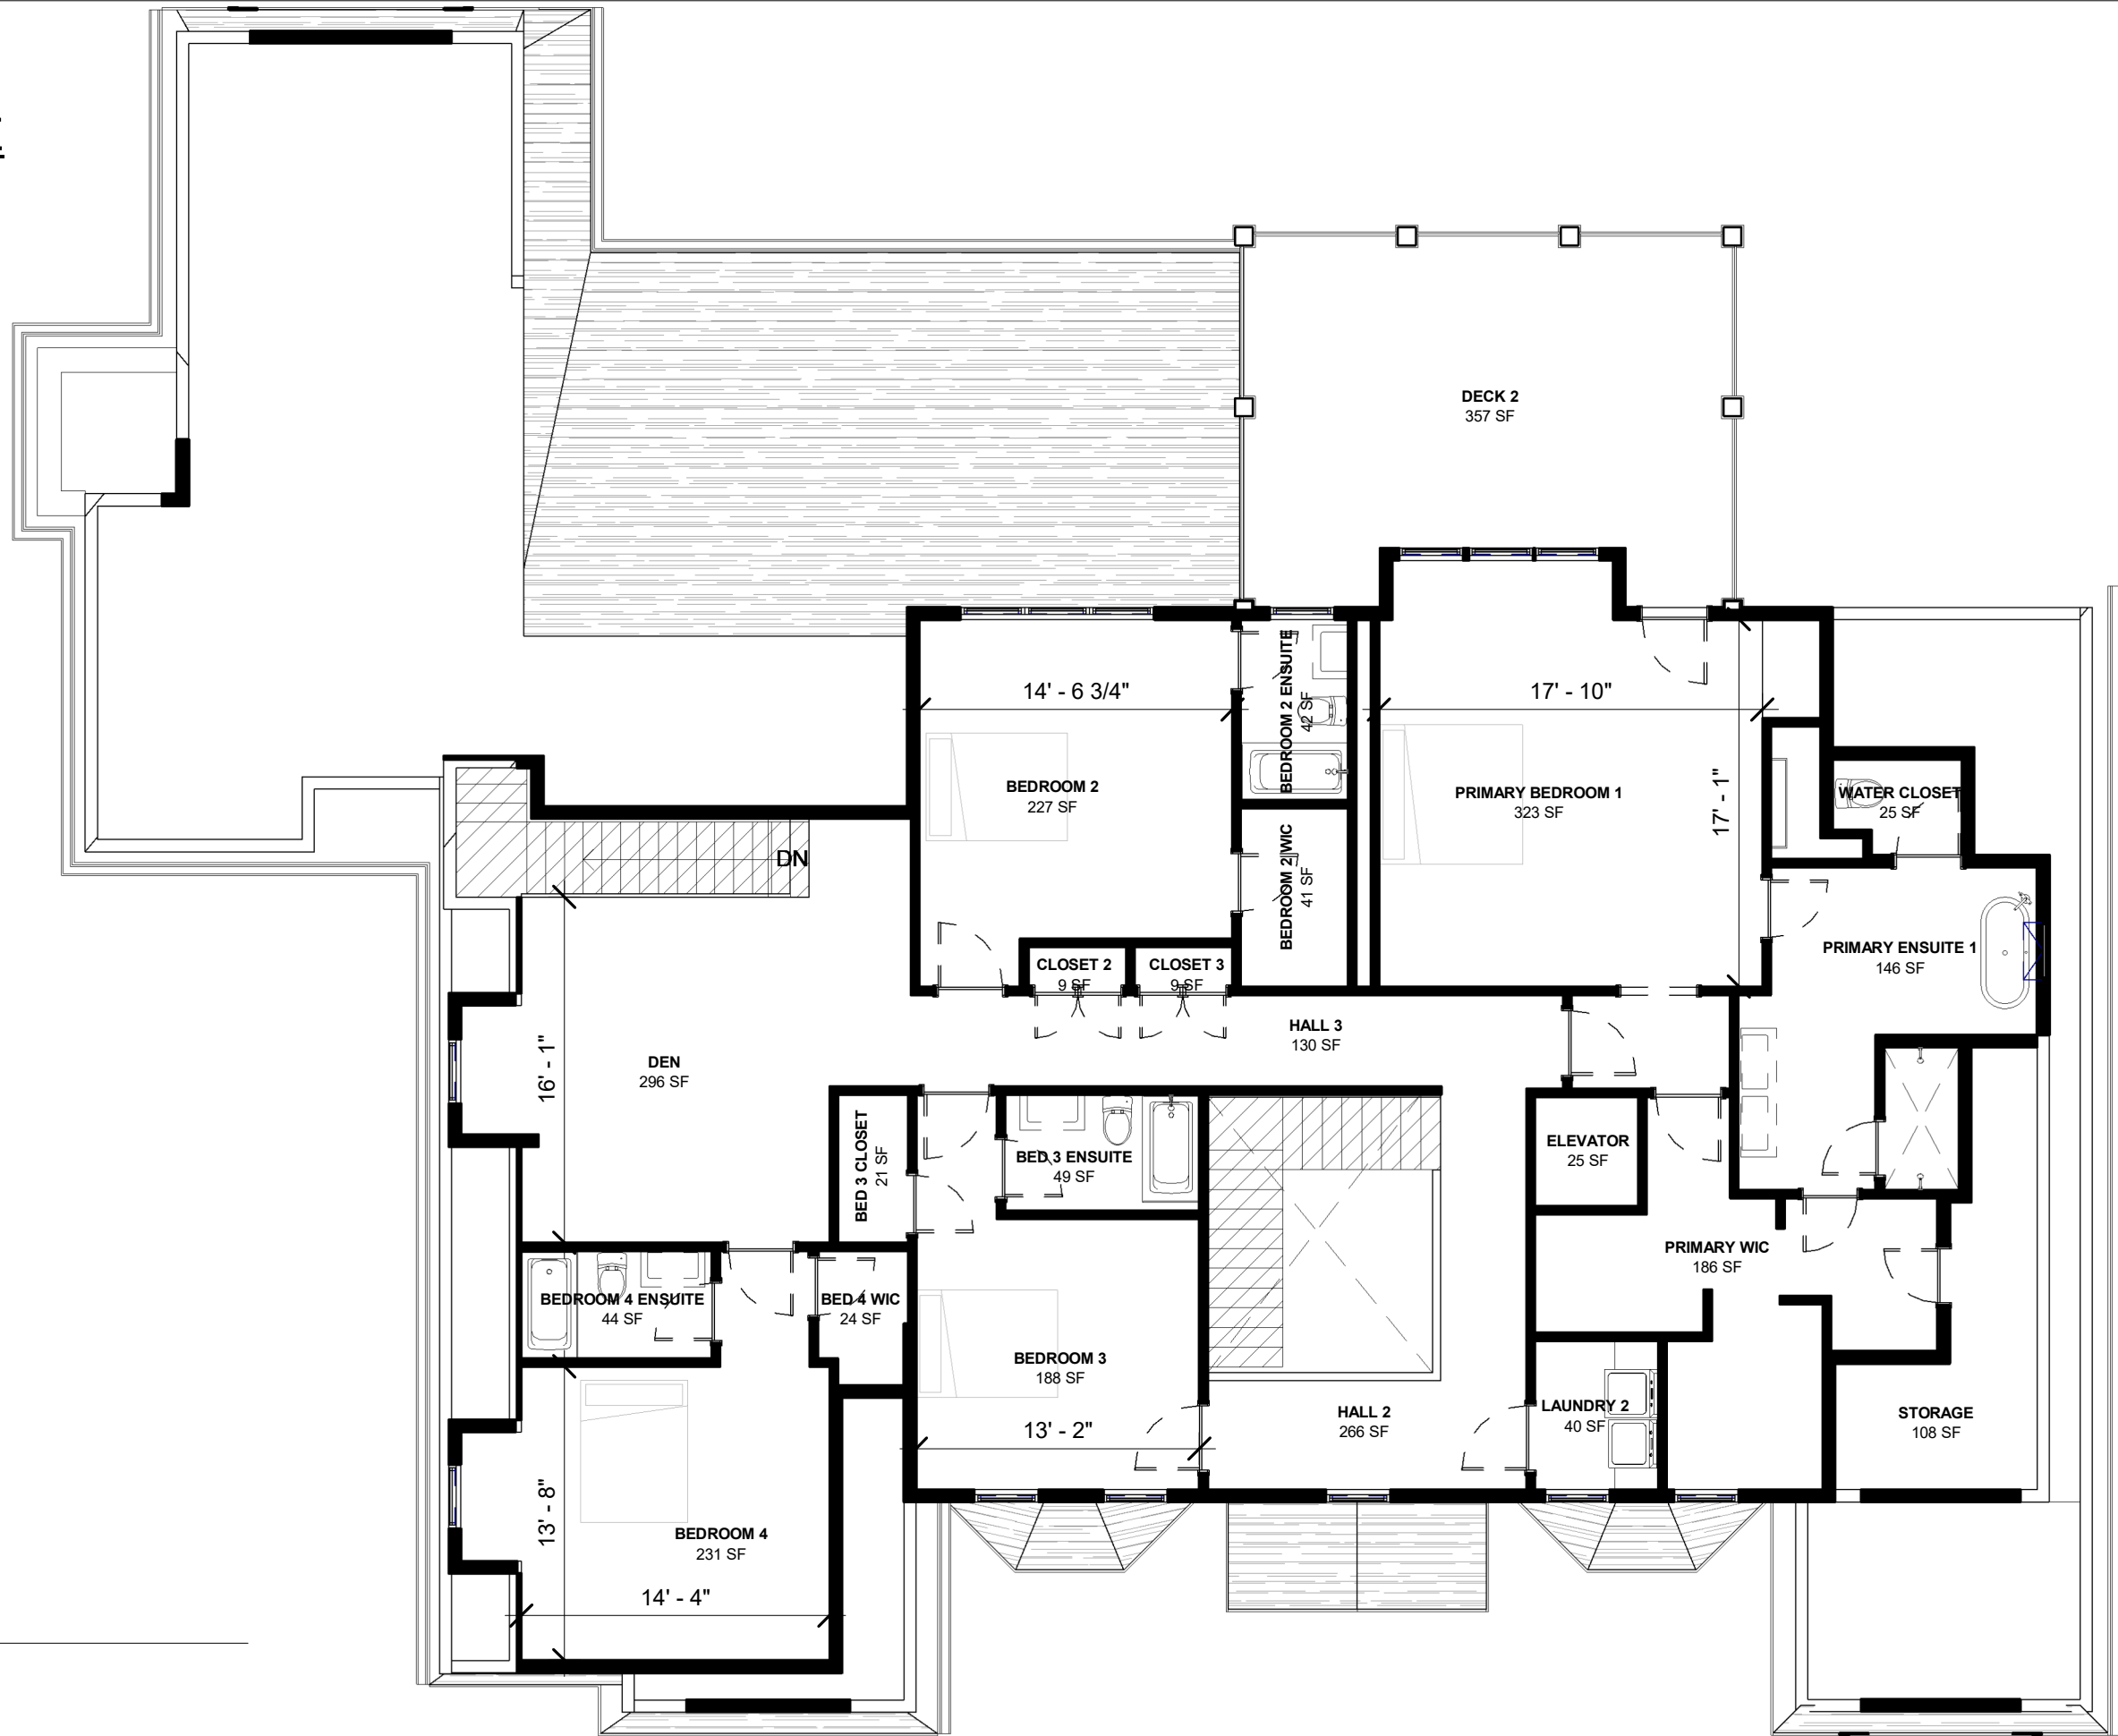 DECK 2
357 SF
14' - 6 3/4"
BEDROOM 2 ENSUITE
42 SF
17' - 10"
BEDROOM 2
227 SF
PRIMARY BEDROOM 1
323 SF
17' - 1"
WATER CLOSET
25 SF
DN
BEDROOM 2 WIC
41 SF
PRIMARY ENSUITE 1
146 SF
CLOSET 2
9 SF
CLOSET 3
9 SF
HALL 3
130 SF
16' - 1"
DEN
296 SF
BED 3 CLOSET
21 SF
BED 3 ENSUITE
49 SF
ELEVATOR
25 SF
PRIMARY WIC
186 SF
BEDROOM 4 ENSUITE
44 SF
BED 4 WIC
24 SF
BEDROOM 3
188 SF
13' - 2"
HALL 2
266 SF
LAUNDRY 2
40 SF
STORAGE
108 SF
13' - 8"
BEDROOM 4
231 SF
14' - 4"